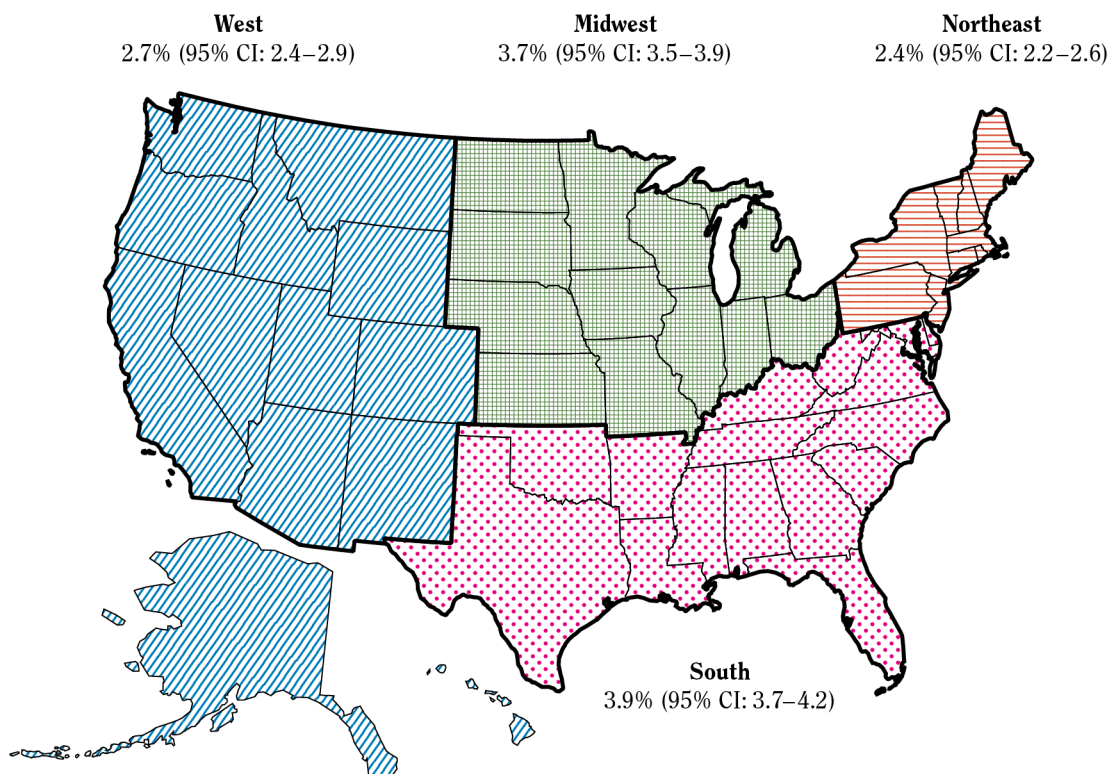 West
2.7% (95% CI: 2.4–2.9)
Midwest
3.7% (95% CI: 3.5–3.9)
Northeast
2.4% (95% CI: 2.2–2.6)
South
3.9% (95% CI: 3.7–4.2)